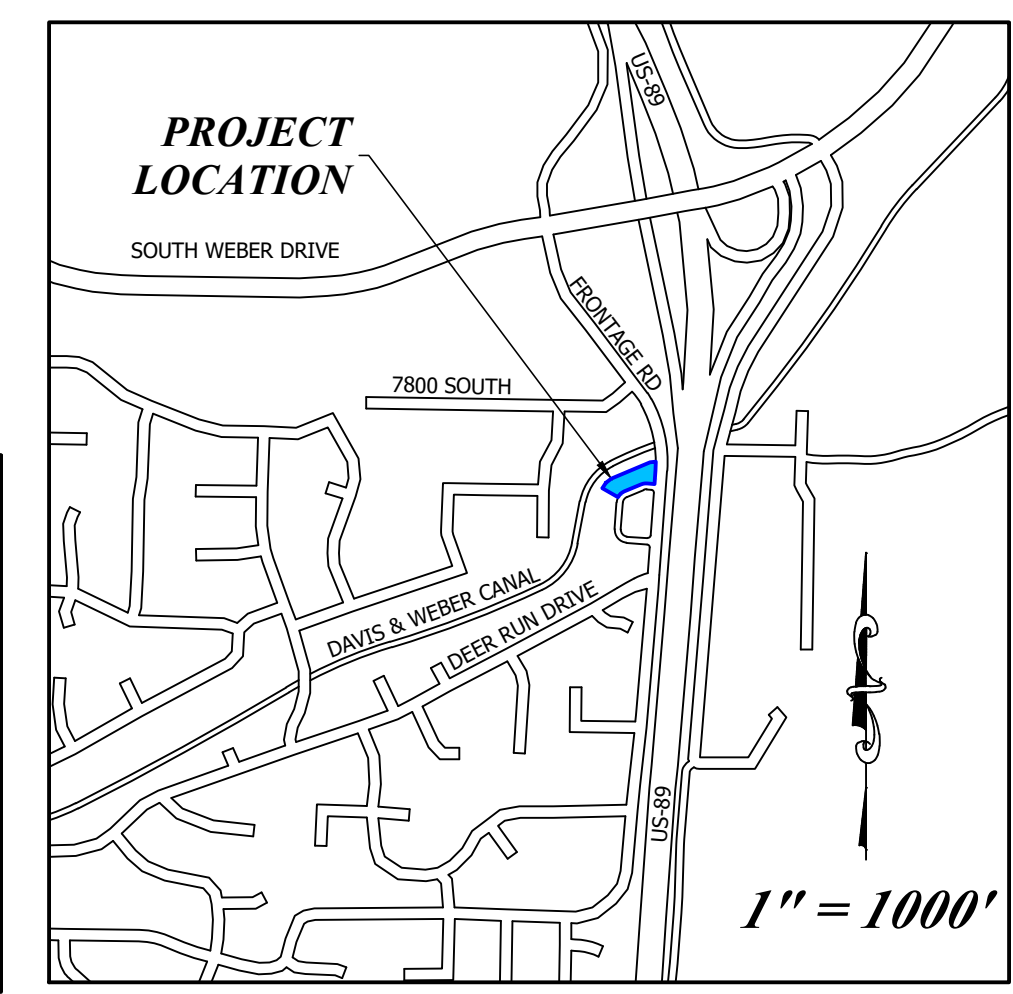 US-89
PROJECT
LOCATION
SOUTH WEBER DRIVE
FRONTAGE RD
7800 SOUTH
DAVIS & WEBER CANAL
DEER RUN DRIVE
US-89
1" = 1000'